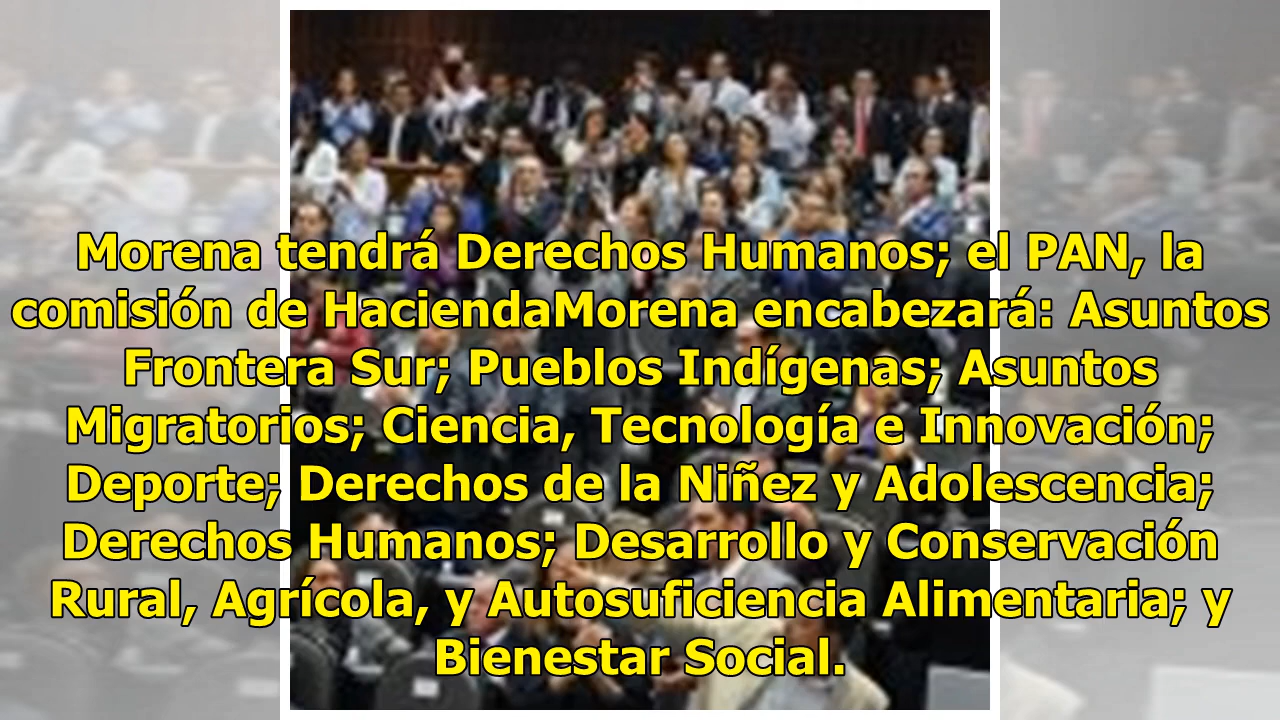 Morena tendrá Derechos Humanos; el PAN, la
comisión de HaciendaMorena encabezará: Asuntos
Frontera Sur; Pueblos Indígenas; Asuntos
Migratorios; Ciencia, Tecnología e Innovación;
Deporte; Derechos de la Niñez y Adolescencia;
Derechos Humanos; Desarrollo y Conservación
Rural, Agrícola, y Autosuficiencia Alimentaria; y
Bienestar Social.